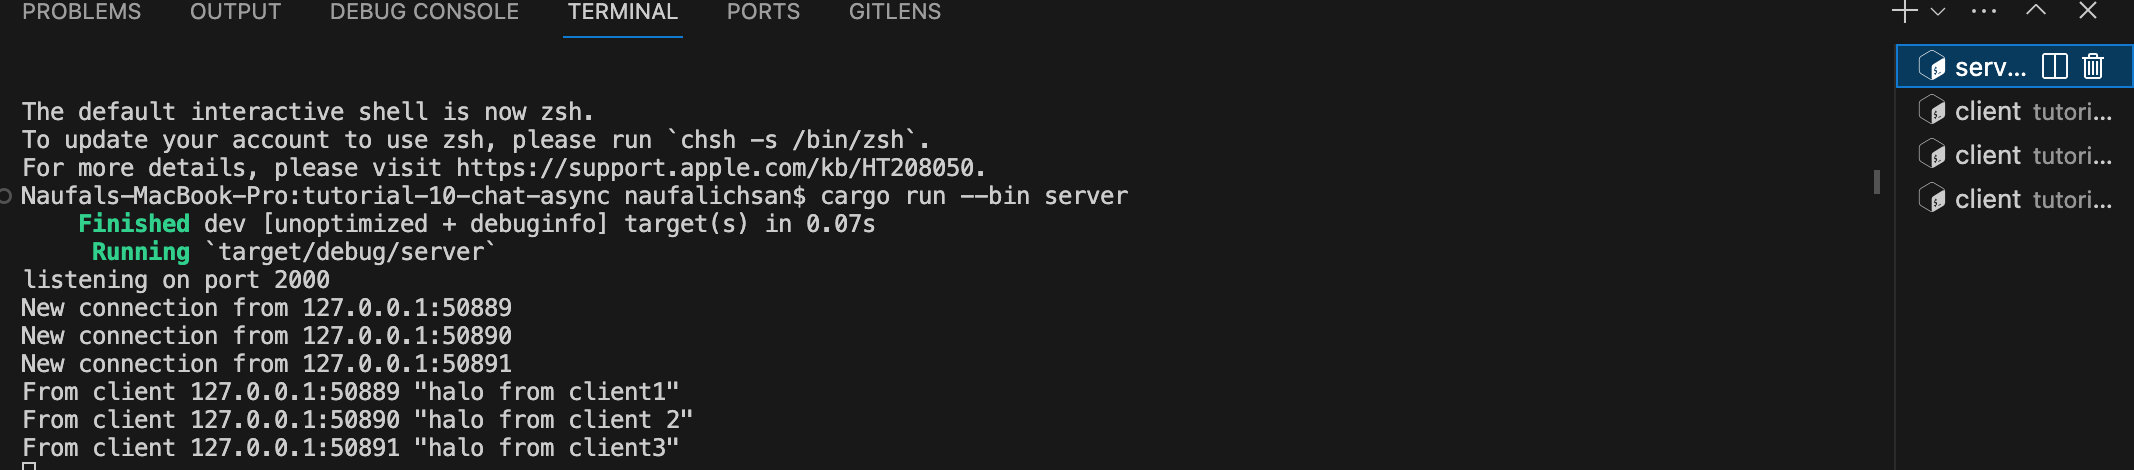 PROBLEMS OUTPUT DEBUG CONSOLE TERMINAL PORTS GITLENS
The default interactive shell is now zsh.
To update your account to use zsh, please run `chsh -s /bin/zsh`.
For more details, please visit https://support.apple.com/kb/HT208050.
Naufals-MacBook-Pro:tutorial-10-chat-async naufalichsan$ cargo run --bin server
Finished dev [unoptimized + debuginfo] target(s) in 0.07s
Running `target/debug/server`
listening on port 2000
New connection from 127.0.0.1:50889
New connection from 127.0.0.1:50890
New connection from 127.0.0.1:50891
From client 127.0.0.1:50889 "halo from client1"
From client 127.0.0.1:50890 "halo from client 2"
From client 127.0.0.1:50891 "halo from client3"
serv...
client tutori...
client tutori...
client tutori...